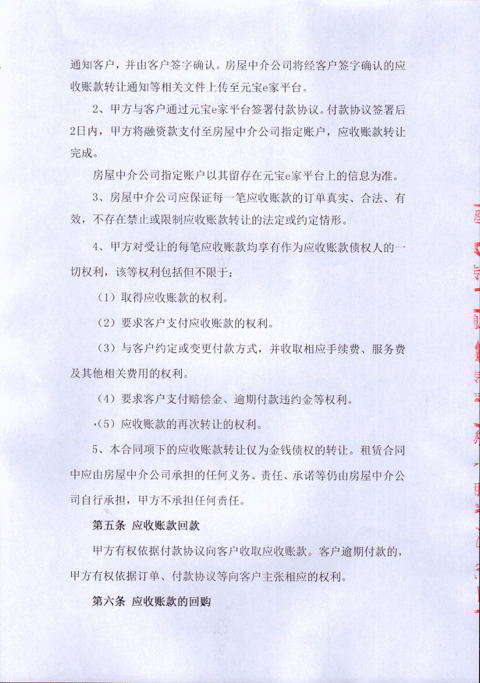 通知客户，并由客户签字确认。房屋中介公司将经客户签字确认的应
收账款转让通知等相关文件上传至元宝e家平台。
2、甲方与客户通过元宝e家平台签署付款协议。付款协议签署后
2日内，甲方将融资款支付至房屋中介公司指定账户，应收账款转让
完成。
房屋中介公司指定账户以其留存在元宝e家平台上的信息为准。
3、房屋中介公司应保证每一笔应收账款的订单真实、合法、有
效，不存在禁止或限制应收账款转让的法定或约定情形。
4、甲方对受让的每笔应收账款均享有作为应收账款债权人的一
切权利，该等权利包括但不限于：
（1）取得应收账款的权利。
（2）要求客户支付应收账款的权利。
（3）与客户约定或变更付款方式，并收取相应手续费、服务费
及其他相关费用的权利。
（4）要求客户支付赔偿金、逾期付款违约金等权利。
（5）应收账款的再次转让的权利。
5、本合同项下的应收账款转让仅为金钱债权的转让。租赁合同
中应由房屋中介公司承担的任何义务、责任、承诺等仍由房屋中介公
司自行承担，甲方不承担任何责任。
第五条 应收账款回款
甲方有权依据付款协议向客户收取应收账款。客户逾期付款的，
甲方有权依据订单、付款协议等向客户主张相应的权利。
第六条 应收账款的回购